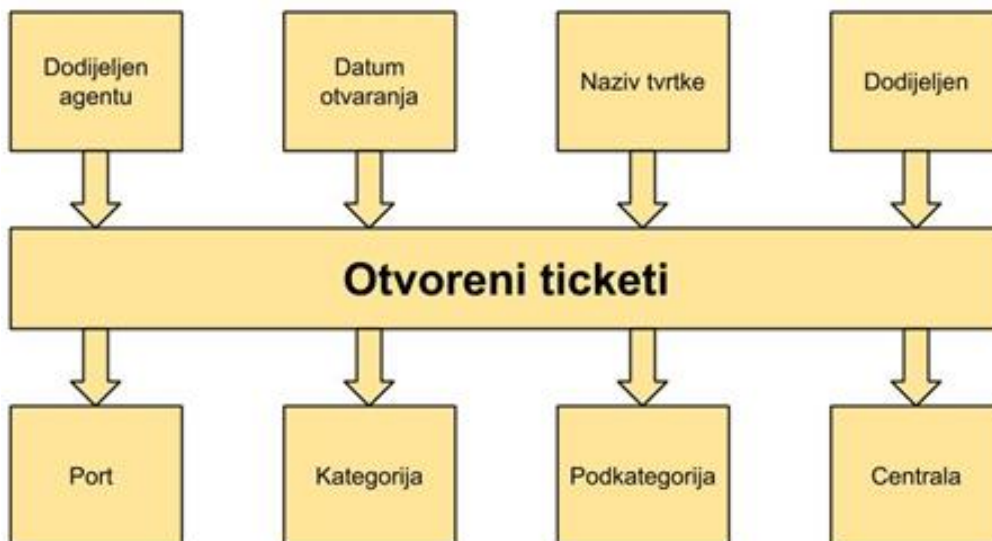 Dodijeljen
agentu
Datum
otvaranja
Naziv tvrtke
Dodijeljen
Otvoreni ticketi
Port
Kategorija
Podkategorija
Centrala